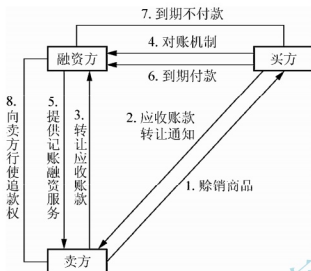 7. 到期不付款
4. 对账机制
融资方
买方
6. 到期付款
8.向卖方行使追款权
5.提供记账融资服务
3.转让应收账款
2. 应收账款
转让通知
1. 赊销商品
卖方